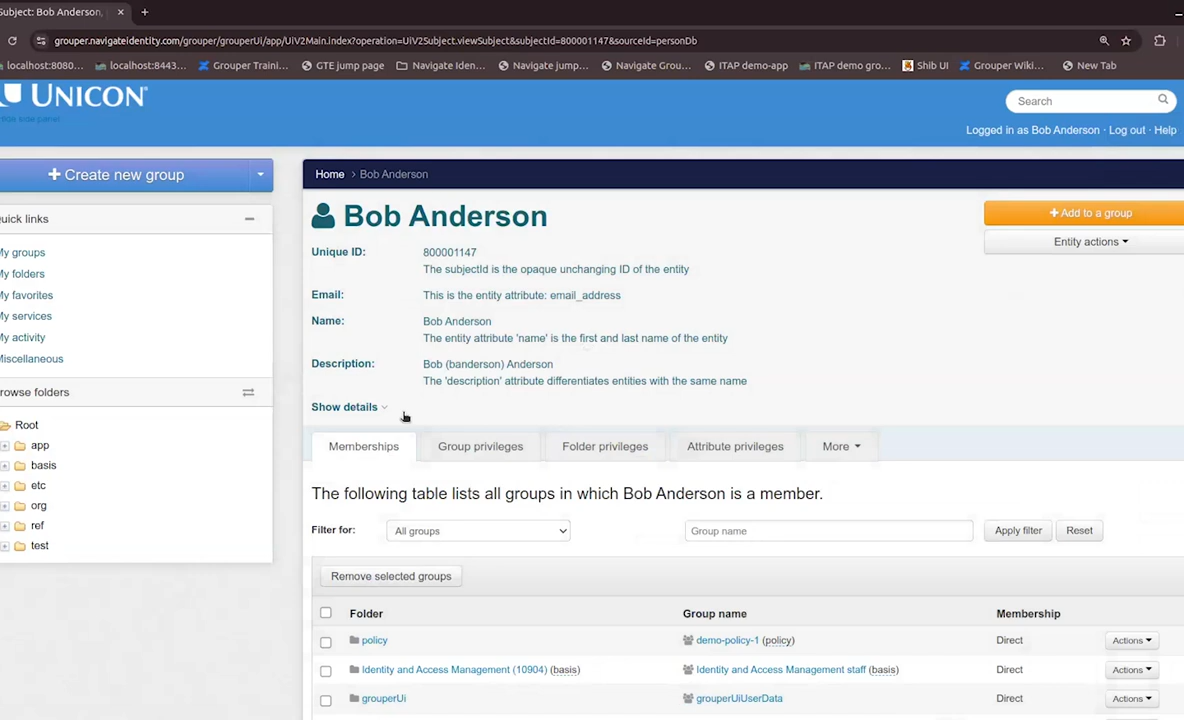 Subject: Bob Anderson,
grouper.navigateidentity.com/grouper/grouperUi/app/UiV2Main.index?operation=UiV2Subject.viewSubject&subjectId=800001147&sourceId=personDb
localhost:8080... localhost:8443... Grouper Traini... GTE jump page Navigate Iden... Navigate jump... Navigate Grou... ITAP demo-app ITAP demo gro... Shib UI Grouper Wiki... New Tab
UNICON
Search
side panel
Logged in as Bob Anderson · Log out · Help
+ Create new group
Home > Bob Anderson
Bob Anderson
+ Add to a group
Entity actions
Quick links
My groups
My folders
My favorites
My services
My activity
Miscellaneous
Browse folders
Root
app
basis
etc
org
ref
test
Unique ID: 800001147
The subjectId is the opaque unchanging ID of the entity
Email: This is the entity attribute: email_address
Name: Bob Anderson
The entity attribute 'name' is the first and last name of the entity
Description: Bob (banderson) Anderson
The 'description' attribute differentiates entities with the same name
Show details
Memberships Group privileges Folder privileges Attribute privileges More
The following table lists all groups in which Bob Anderson is a member.
Filter for: All groups Group name Apply filter Reset
Remove selected groups
Folder Group name Membership
policy demo-policy-1 (policy) Direct Actions
Identity and Access Management (10904) (basis) Identity and Access Management staff (basis) Direct Actions
grouperUi grouperUiUserData Direct Actions